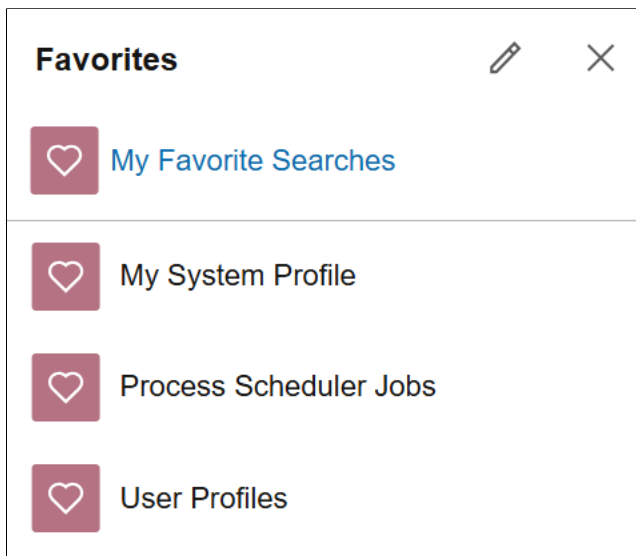 Favorites
My Favorite Searches
My System Profile
Process Scheduler Jobs
User Profiles